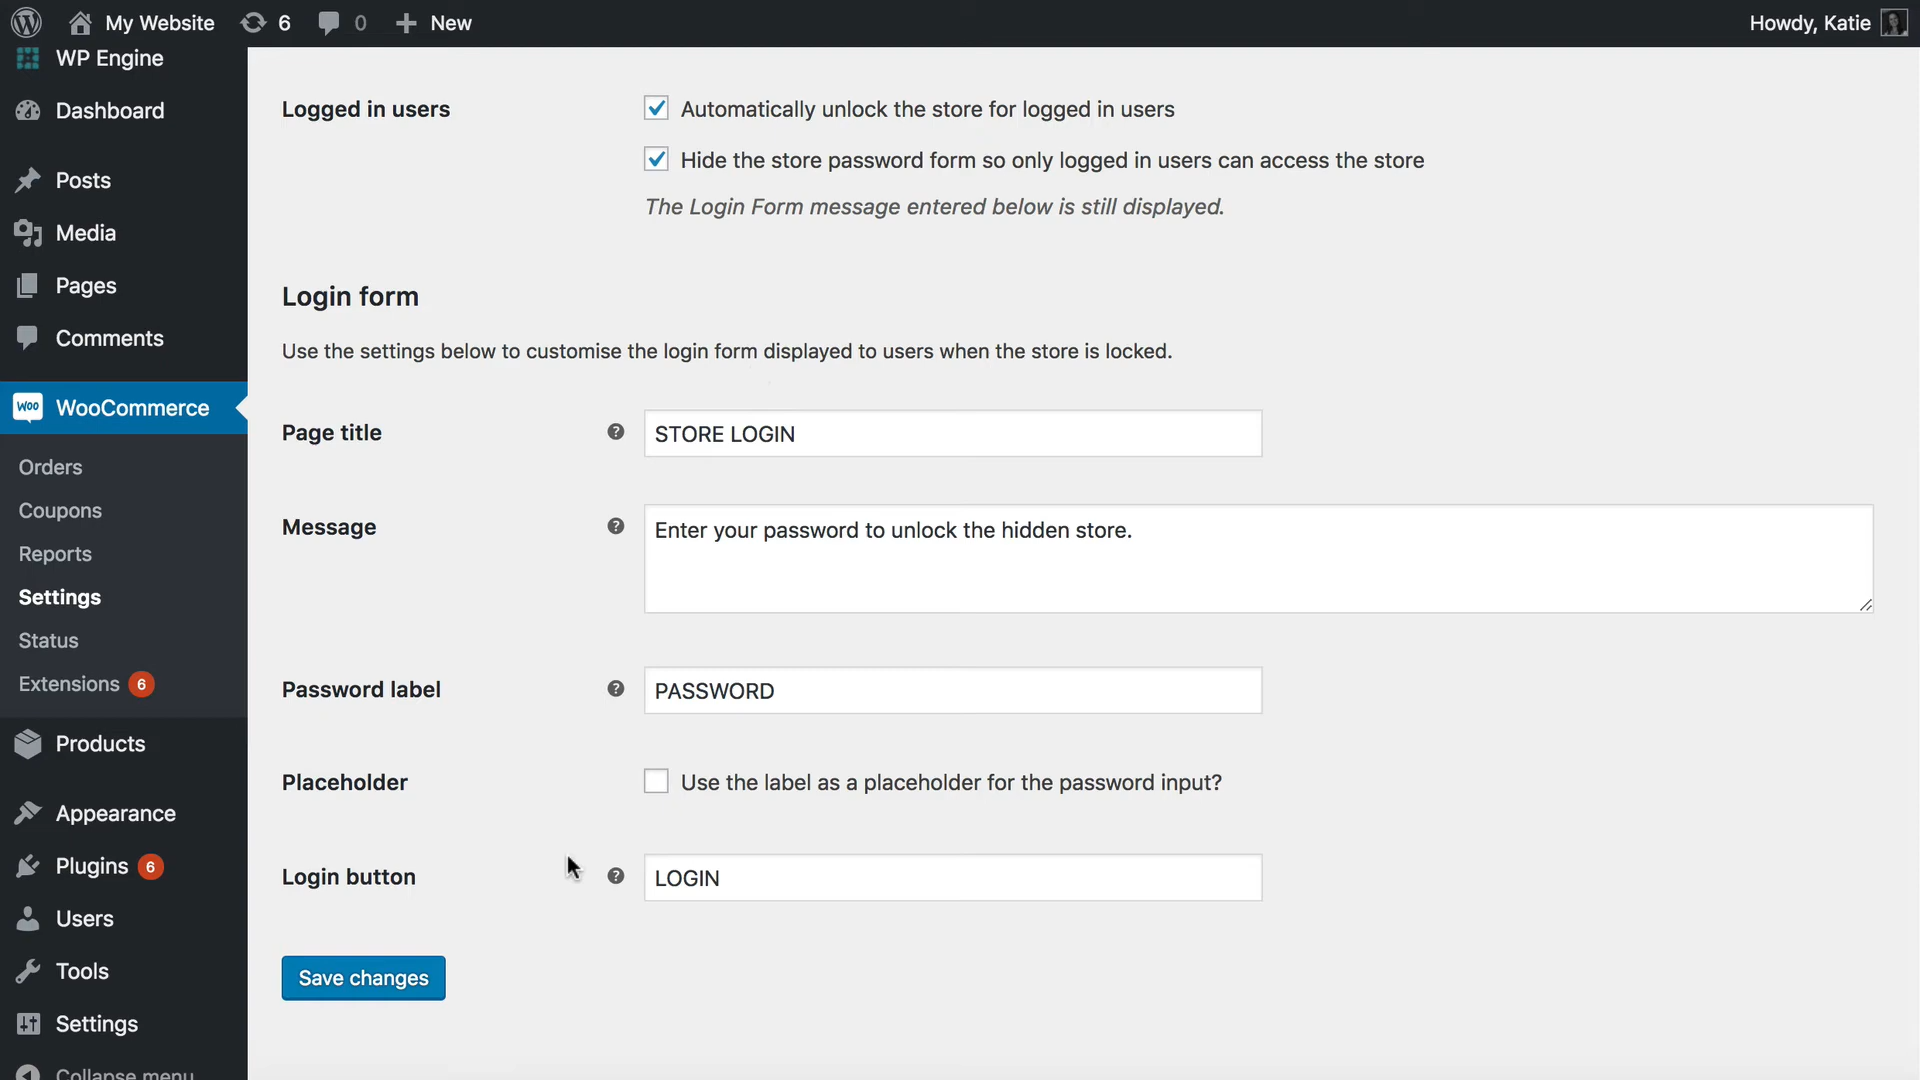 My Website 6 0 New Howdy, Katie
WP Engine
Dashboard
Posts
Media
Pages
Comments
Woo WooCommerce
Orders
Coupons
Reports
Settings
Status
Extensions 6
Products
Appearance
Plugins 6
Users
Tools
Settings
Collapse menu
Logged in users
Automatically unlock the store for logged in users
Hide the store password form so only logged in users can access the store
The Login Form message entered below is still displayed.
Login form
Use the settings below to customise the login form displayed to users when the store is locked.
Page title ? STORE LOGIN
Message ? Enter your password to unlock the hidden store.
Password label ? PASSWORD
Placeholder Use the label as a placeholder for the password input?
Login button ? LOGIN
Save changes